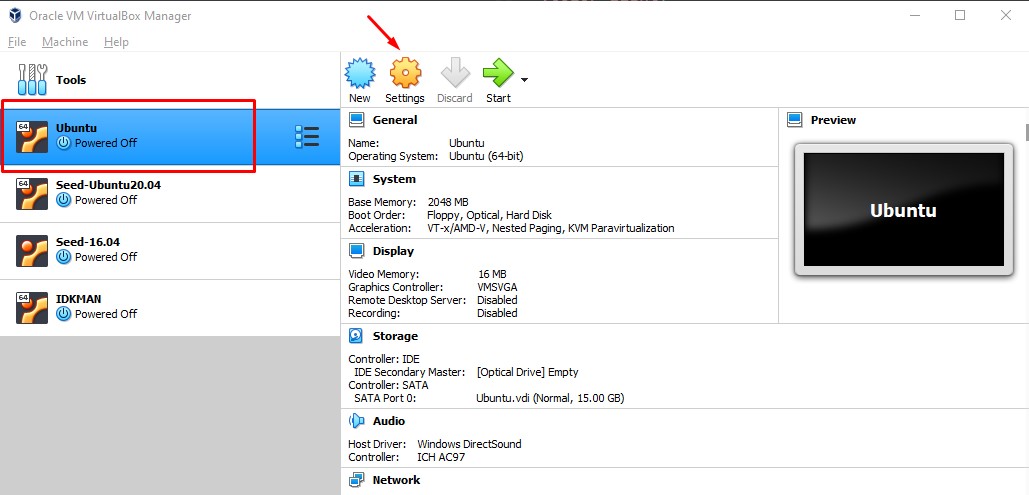 Oracle VM VirtualBox Manager
File Machine Help
Tools
New Settings Discard Start
64
Ubuntu
Powered Off
64
Seed-Ubuntu20.04
Powered Off
Seed-16.04
Powered Off
64
IDKMAN
Powered Off
General
Name: Ubuntu
Operating System: Ubuntu (64-bit)
System
Base Memory: 2048 MB
Boot Order: Floppy, Optical, Hard Disk
Acceleration: VT-x/AMD-V, Nested Paging, KVM Paravirtualization
Display
Video Memory: 16 MB
Graphics Controller: VMSVGA
Remote Desktop Server: Disabled
Recording: Disabled
Storage
Controller: IDE
IDE Secondary Master: [Optical Drive] Empty
Controller: SATA
SATA Port 0: Ubuntu.vdi (Normal, 15.00 GB)
Audio
Host Driver: Windows DirectSound
Controller: ICH AC97
Network
Preview
Ubuntu